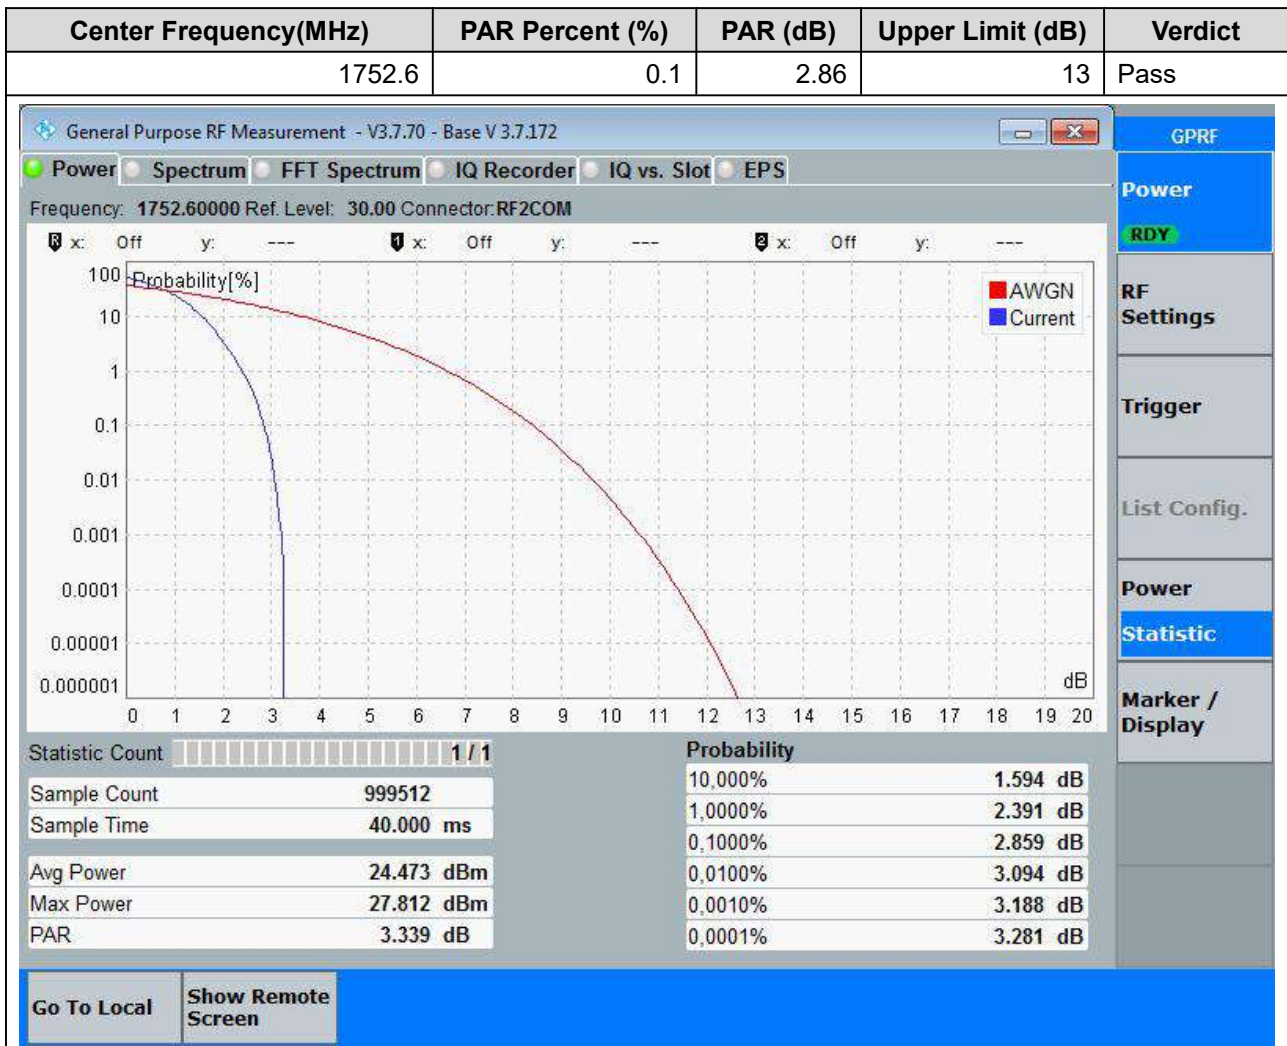 Center Frequency(MHz) PAR Percent (%) PAR (dB) Upper Limit (dB) Verdict
1752.6 0.1 2.86 13 Pass
General Purpose RF Measurement - V3.7.70 - Base V 3.7.172
GPRF
Power Spectrum FFT Spectrum IQ Recorder IQ vs. Slot EPS
Power
RDY
Frequency: 1752.60000 Ref. Level: 30.00 Connector:RF2COM
R x: Off y: --- 1 x: Off y: --- 2 x: Off y: ---
Probability[%]
AWGN
Current
100
10
1
0.1
0.01
0.001
0.0001
0.00001
0.000001
dB
0 1 2 3 4 5 6 7 8 9 10 11 12 13 14 15 16 17 18 19 20
RF
Settings
Trigger
List Config.
Power
Statistic
Marker /
Display
Statistic Count 1 / 1
Sample Count 999512
Sample Time 40.000 ms
Avg Power 24.473 dBm
Max Power 27.812 dBm
PAR 3.339 dB
Probability
10,000% 1.594 dB
1,0000% 2.391 dB
0,1000% 2.859 dB
0,0100% 3.094 dB
0,0010% 3.188 dB
0,0001% 3.281 dB
Go To Local
Show Remote
Screen